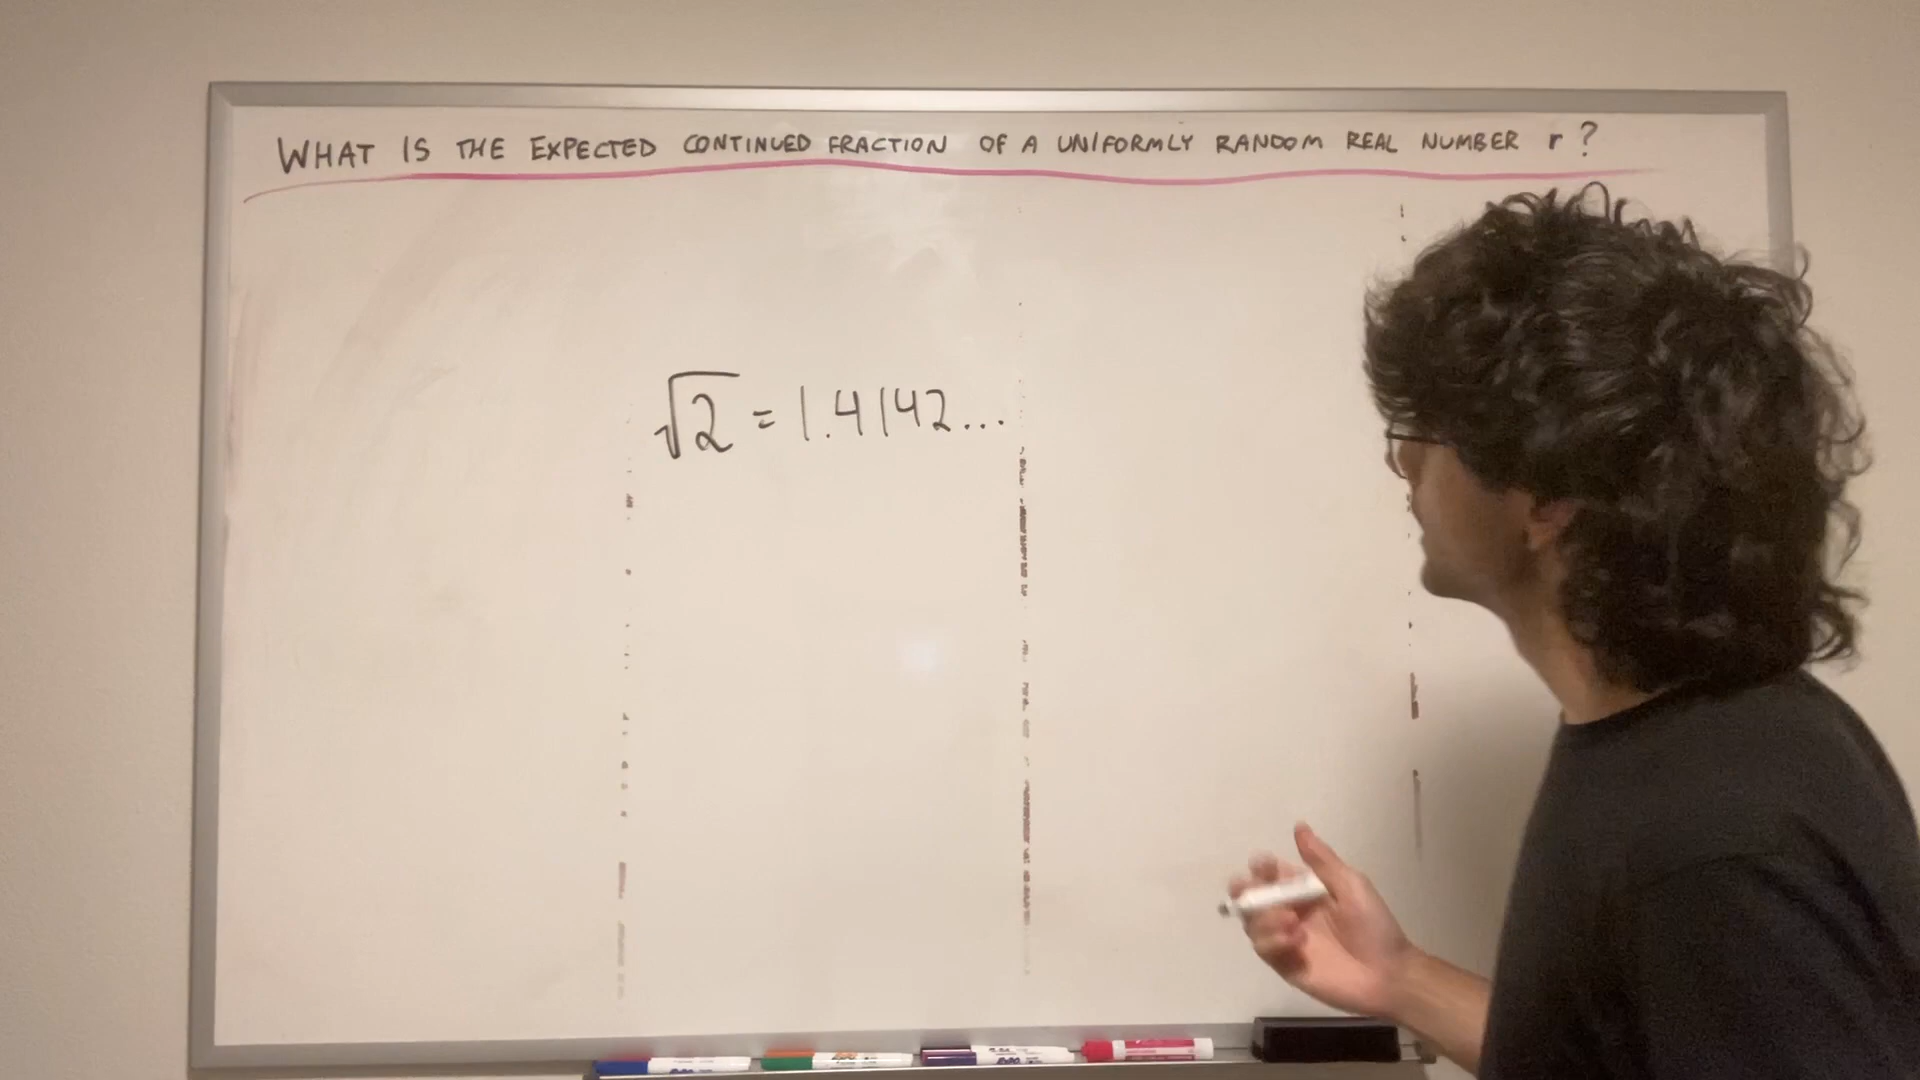 WHAT IS THE EXPECTED CONTINUED FRACTION OF A UNIFORMLY RANDOM REAL NUMBER r?
√2 = 1.4142...